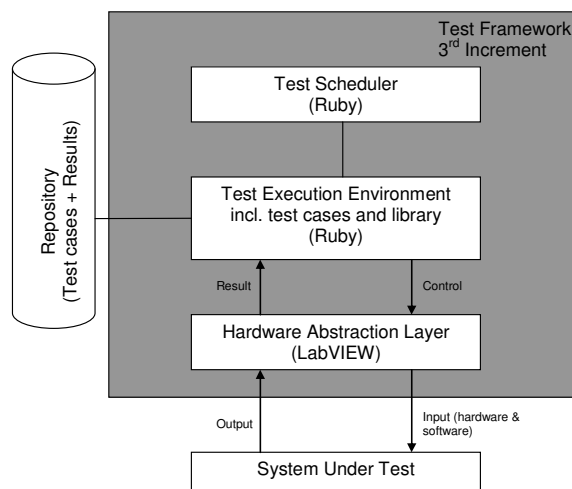 Test Framework
3rd Increment
Test Scheduler
(Ruby)
Repository
(Test cases + Results)
Test Execution Environment
incl. test cases and library
(Ruby)
Result
Control
Hardware Abstraction Layer
(LabVIEW)
Output
Input (hardware &
software)
System Under Test